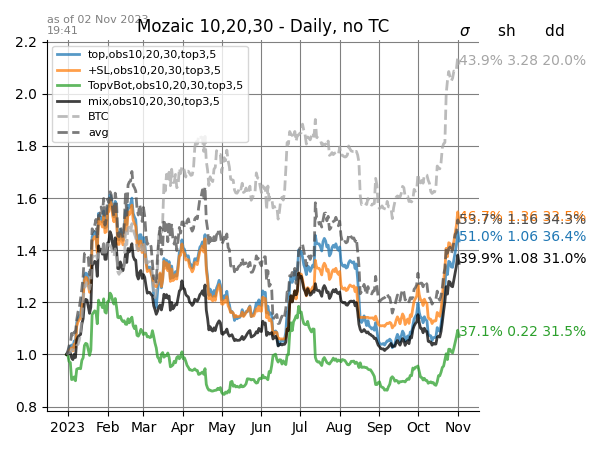 as of 02 Nov 2023
19:41
Mozaic 10,20,30 - Daily, no TC
σ sh dd
2.2
2.0
1.8
1.6
1.4
1.2
1.0
0.8
top,obs10,20,30,top3,5
+SL,obs10,20,30,top3,5
TopvBot,obs10,20,30,top3,5
mix,obs10,20,30,top3,5
BTC
avg
43.9% 3.28 20.0%
51.0% 1.06 36.4%
39.9% 1.08 31.0%
37.1% 0.22 31.5%
2023 Feb Mar Apr May Jun Jul Aug Sep Oct Nov